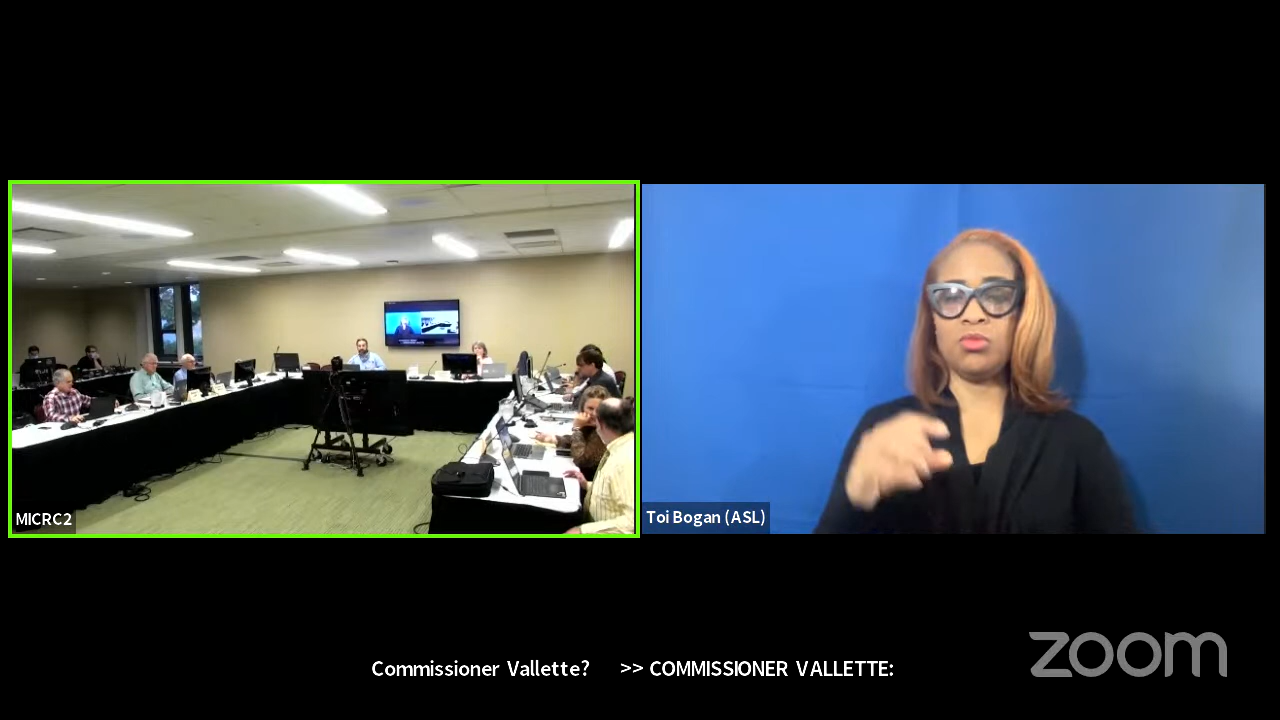 MICRC2
Toi Bogan (ASL)
Commissioner Vallette? >> COMMISSIONER VALLETTE:
zoom